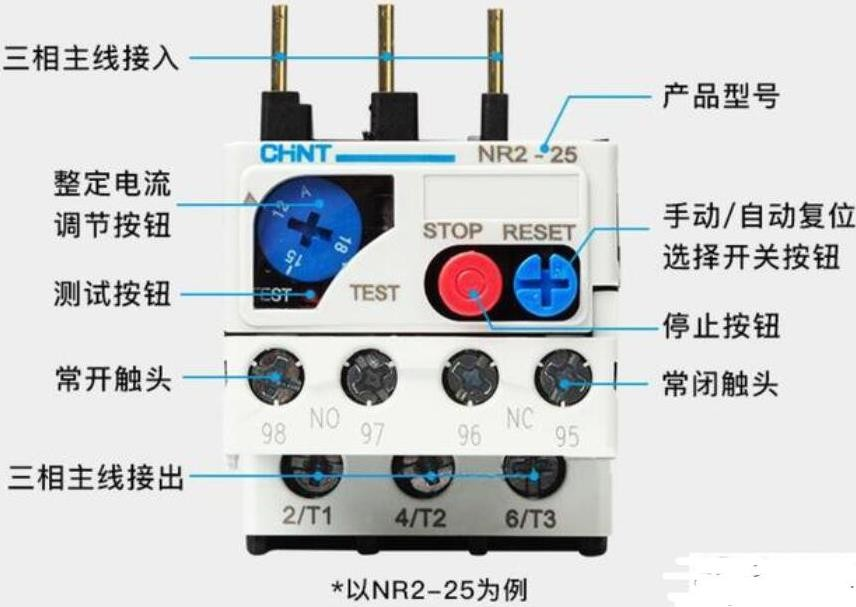 三相主线接入
产品型号
CHNT
NR2-25
整定电流
调节按钮
A
12
18
15
STOP RESET
手动/自动复位
选择开关按钮
测试按钮
TEST
TEST
停止按钮
常开触头
常闭触头
98 NO 97 96 NC 95
三相主线接出
2/T1 4/T2 6/T3
*以NR2-25为例